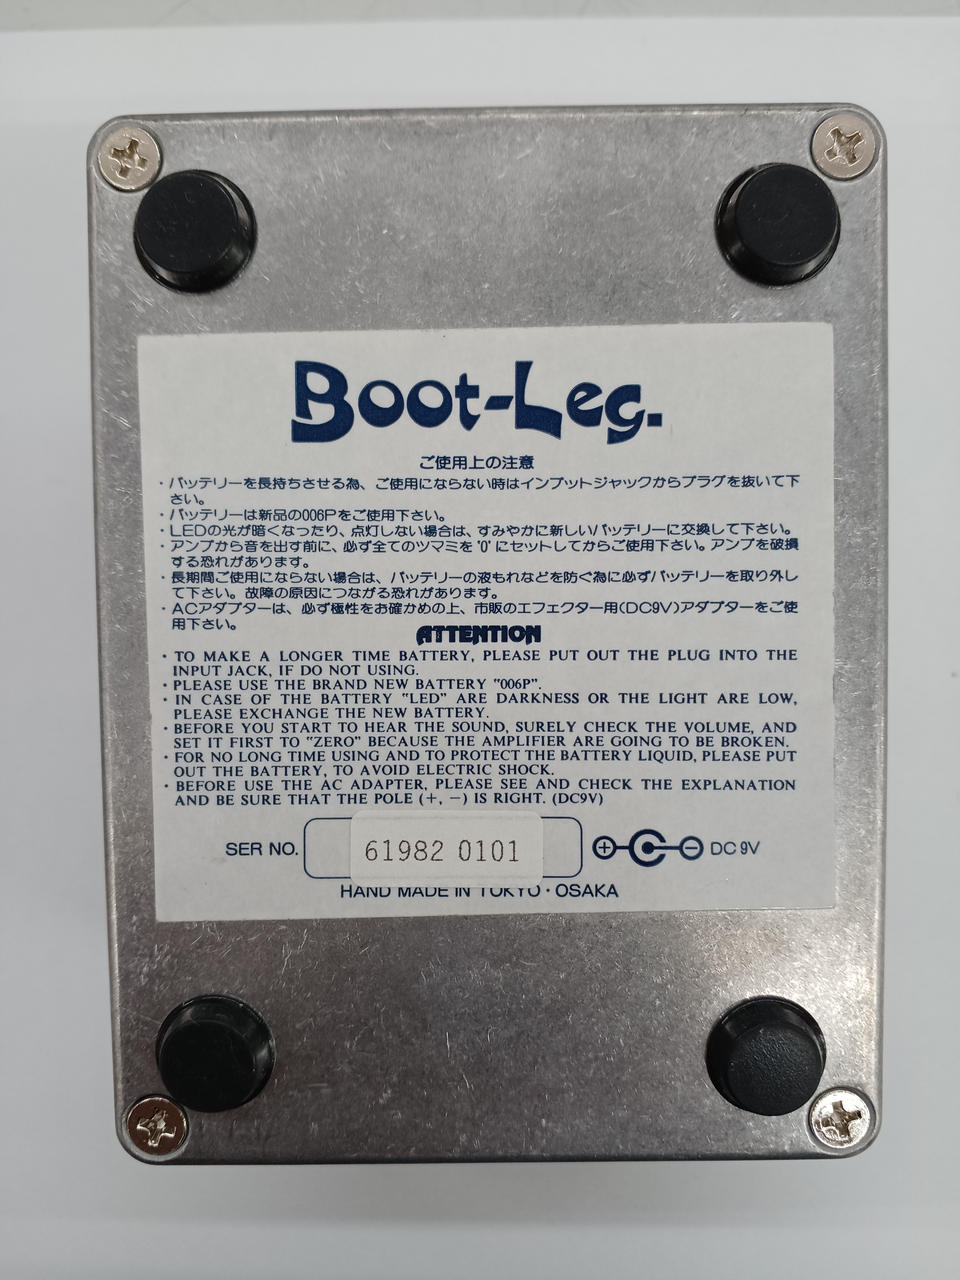 Boot-Leg.
ご使用上の注意
・バッテリーを長持ちさせる為、ご使用にならない時はインプットジャックからプラグを抜いて下
さい。
・バッテリーは新品の006Pをご使用下さい。
・LEDの光が暗くなったり、点灯しない場合は、すみやかに新しいバッテリーに交換して下さい。
・アンプから音を出す前に、必ず全てのツマミを"0"にセットしてからご使用下さい。アンプを破損
する恐れがあります。
・長期間ご使用にならない場合は、バッテリーの液もれなどを防ぐ為に必ずバッテリーを取り外し
て下さい。故障の原因につながる恐れがあります。
・ACアダプターは、必ず極性をお確かめの上、市販のエフェクター用(DC9V)アダプターをご使
用下さい。
ATTENTION
・TO MAKE A LONGER TIME BATTERY, PLEASE PUT OUT THE PLUG INTO THE
INPUT JACK, IF DO NOT USING.
・PLEASE USE THE BRAND NEW BATTERY "006P".
・IN CASE OF THE BATTERY "LED" ARE DARKNESS OR THE LIGHT ARE LOW,
PLEASE EXCHANGE THE NEW BATTERY.
・BEFORE YOU START TO HEAR THE SOUND, SURELY CHECK THE VOLUME, AND
SET IT FIRST TO "ZERO" BECAUSE THE AMPLIFIER ARE GOING TO BE BROKEN.
・FOR NO LONG TIME USING AND TO PROTECT THE BATTERY LIQUID, PLEASE PUT
OUT THE BATTERY, TO AVOID ELECTRIC SHOCK.
・BEFORE USE THE AC ADAPTER, PLEASE SEE AND CHECK THE EXPLANATION
AND BE SURE THAT THE POLE (+, −) IS RIGHT. (DC9V)
SER NO. 61982 0101 + − DC 9V
HAND MADE IN TOKYO・OSAKA